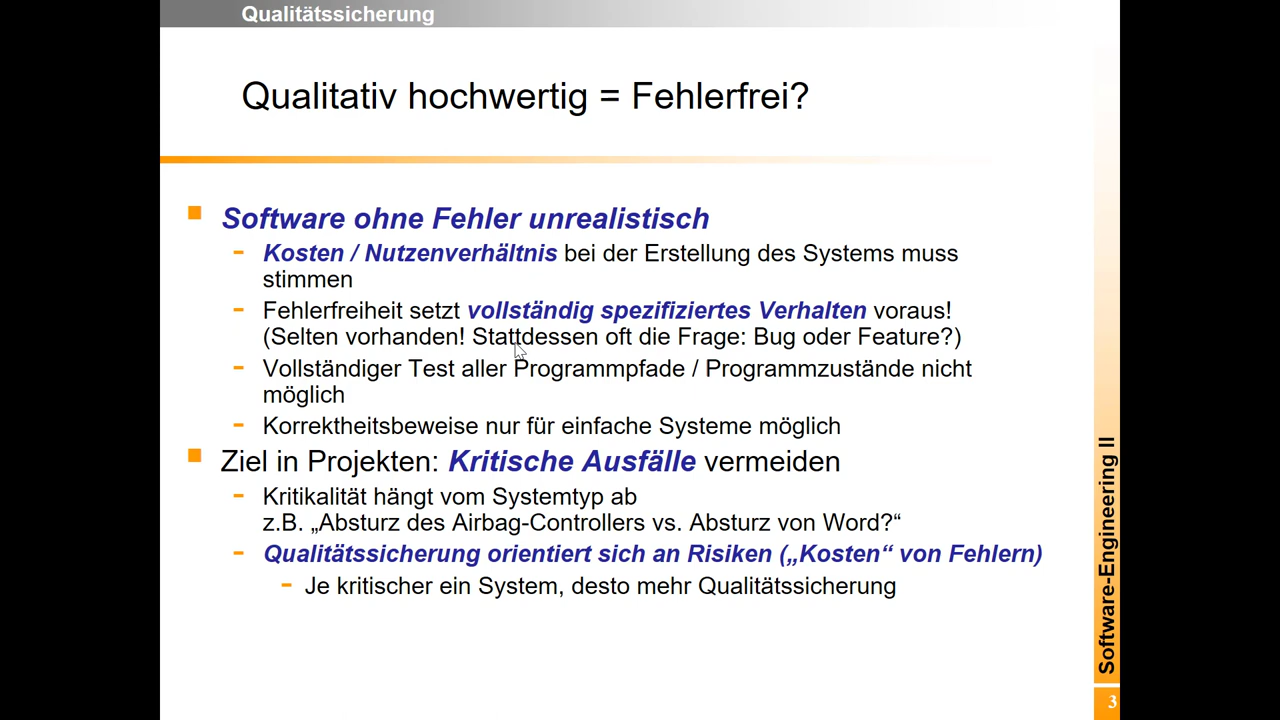 Qualitätssicherung
Qualitativ hochwertig = Fehlerfrei?
Software ohne Fehler unrealistisch
Kosten / Nutzenverhältnis bei der Erstellung des Systems muss
stimmen
Fehlerfreiheit setzt vollständig spezifiziertes Verhalten voraus!
(Selten vorhanden! Stattdessen oft die Frage: Bug oder Feature?)
Vollständiger Test aller Programmpfade / Programmzustände nicht
möglich
Korrektheitsbeweise nur für einfache Systeme möglich
Ziel in Projekten: Kritische Ausfälle vermeiden
Kritikalität hängt vom Systemtyp ab
z.B. „Absturz des Airbag-Controllers vs. Absturz von Word?“
Qualitätssicherung orientiert sich an Risiken („Kosten“ von Fehlern)
Je kritischer ein System, desto mehr Qualitätssicherung
Software-Engineering II
3